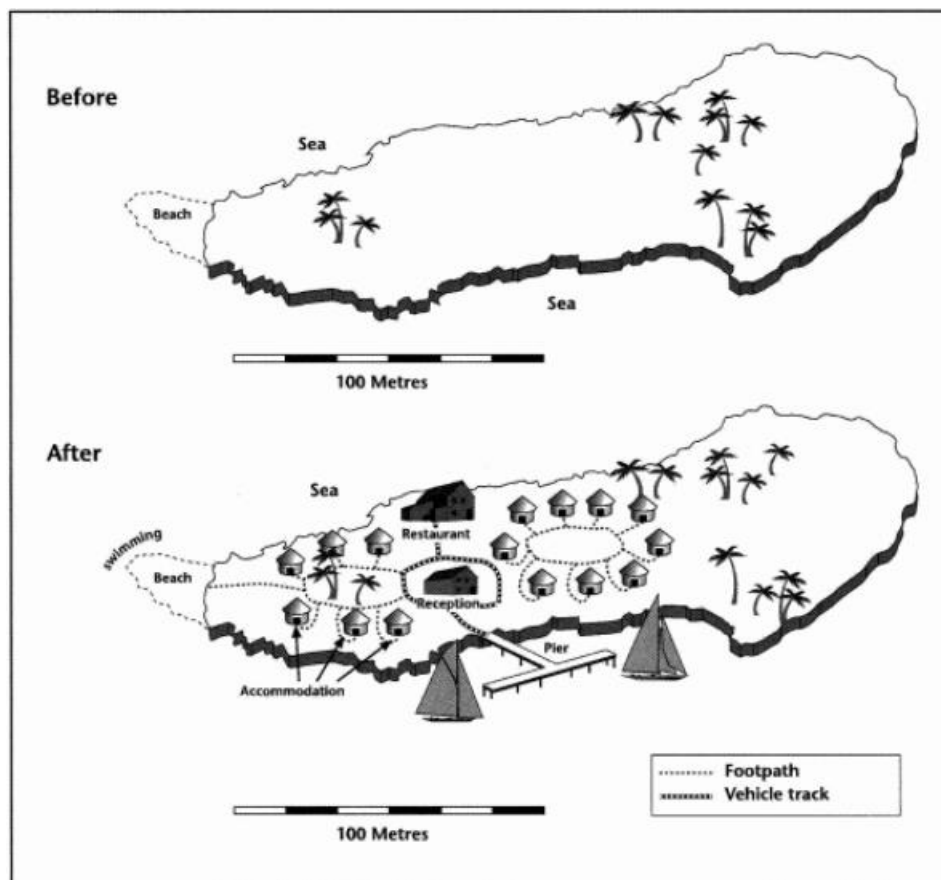 Before
Sea
Beach
Sea
100 Metres
After
Sea
swimming
Restaurant
Beach
Reception
Pier
Accommodation
Footpath
Vehicle track
100 Metres